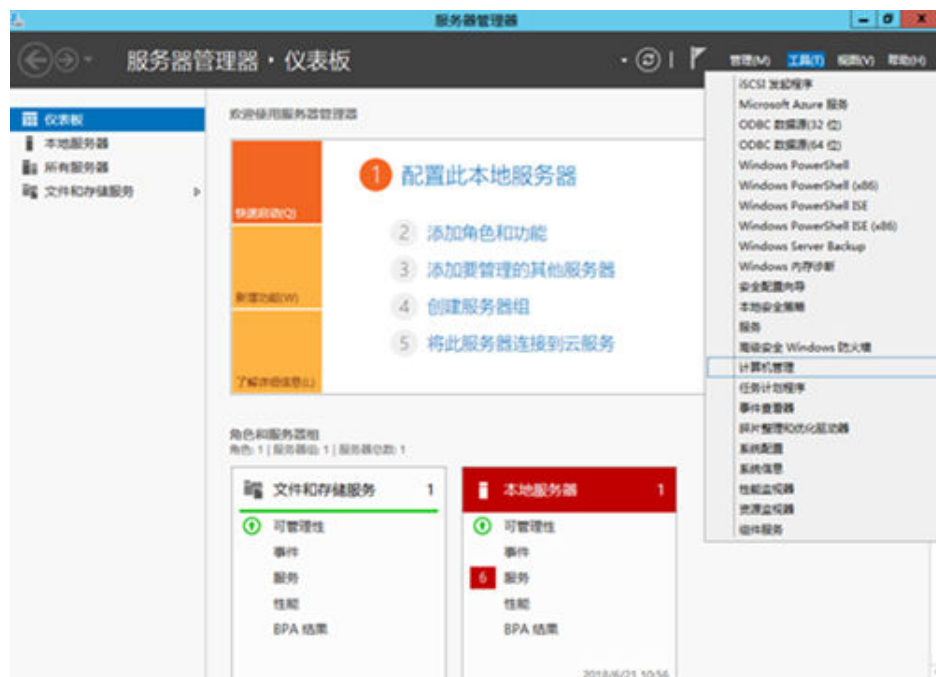 服务器管理器
服务器管理器 · 仪表板
管理(M) 工具(T) 视图(V) 帮助(H)
仪表板
本地服务器
所有服务器
文件和存储服务
欢迎使用服务器管理器
快速启动(Q)
新增功能(W)
了解详细信息(L)
1 配置此本地服务器
2 添加角色和功能
3 添加要管理的其他服务器
4 创建服务器组
5 将此服务器连接到云服务
角色和服务器组
角色: 1 | 服务器组: 1 | 服务器总数: 1
文件和存储服务 1
可管理性
事件
服务
性能
BPA 结果
本地服务器 1
可管理性
事件
6 服务
性能
BPA 结果
2018/6/21 10:56
iSCSI 发起程序
Microsoft Azure 服务
ODBC 数据源(32 位)
ODBC 数据源(64 位)
Windows PowerShell
Windows PowerShell (x86)
Windows PowerShell ISE
Windows PowerShell ISE (x86)
Windows Server Backup
Windows 内存诊断
安全配置向导
本地安全策略
服务
高级安全 Windows 防火墙
计算机管理
任务计划程序
事件查看器
碎片整理和优化驱动器
系统配置
系统信息
性能监视器
资源监视器
组件服务